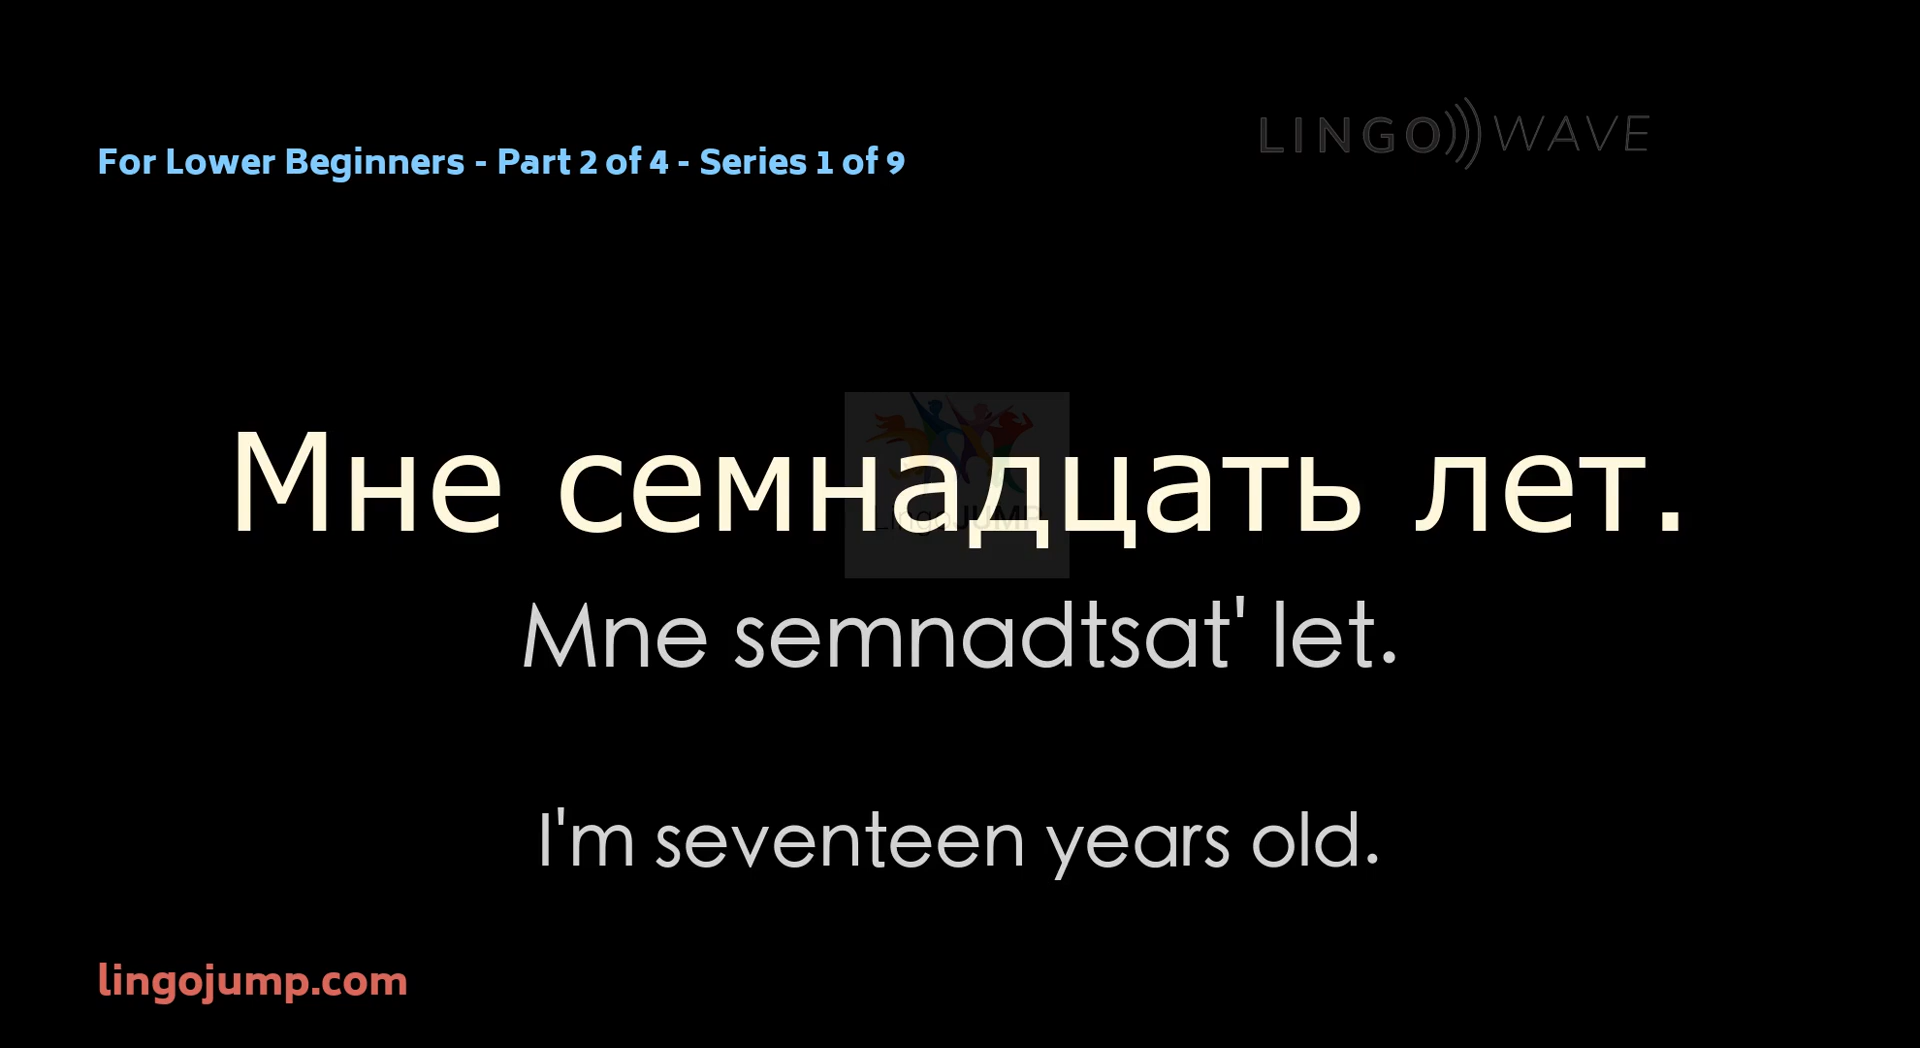 LINGO WAVE
For Lower Beginners - Part 2 of 4 - Series 1 of 9
Мне семнадцать лет.
LingoJUMP
Mne semnadtsat' let.
I'm seventeen years old.
lingojump.com